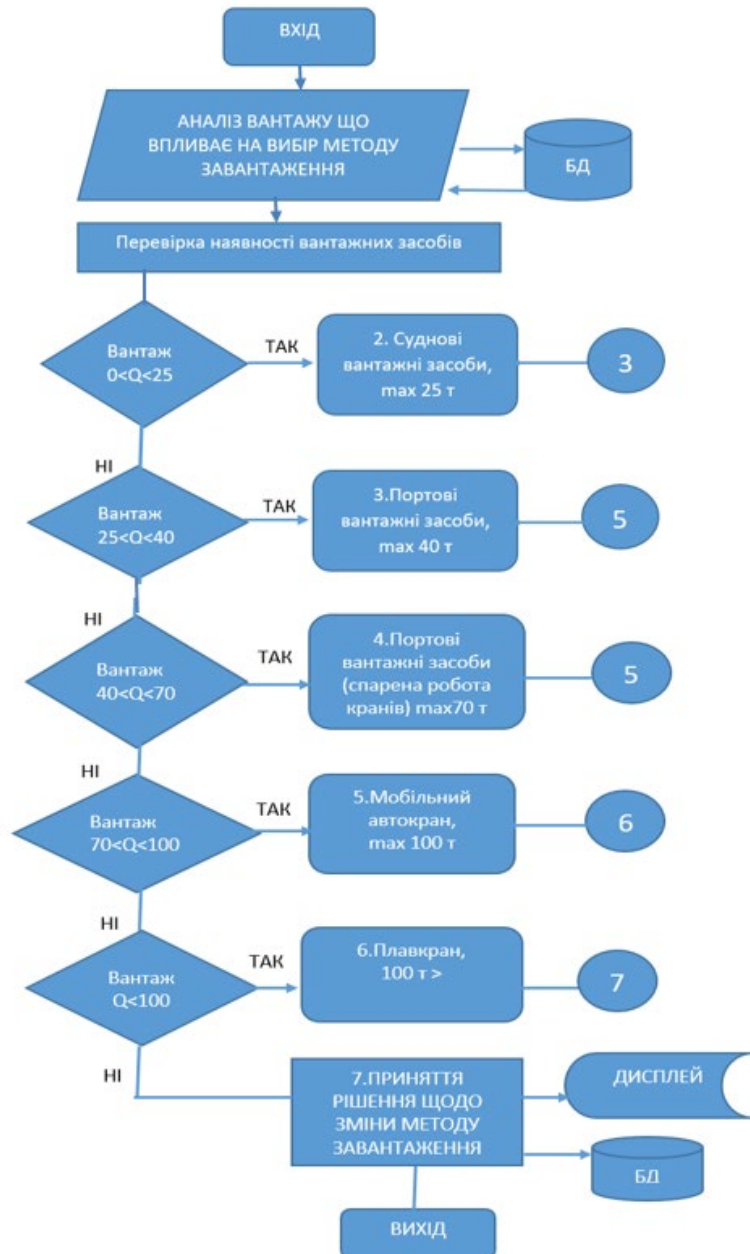 ВХІД
АНАЛІЗ ВАНТАЖУ ЩО
ВПЛИВАЄ НА ВИБІР МЕТОДУ
ЗАВАНТАЖЕННЯ
БД
Перевірка наявності вантажних засобів
Вантаж
0<Q<25
ТАК
2. Суднові
вантажні засоби,
max 25 т
3
НІ
Вантаж
25<Q<40
ТАК
3.Портові
вантажні засоби,
max 40 т
5
НІ
Вантаж
40<Q<70
ТАК
4.Портові
вантажні засоби
(спарена робота
кранів) max70 т
5
НІ
Вантаж
70<Q<100
ТАК
5.Мобільний
автокран,
max 100 т
6
НІ
Вантаж
Q<100
ТАК
6.Плавкран,
100 т >
7
НІ
7.ПРИНЯТТЯ
РІШЕННЯ ЩОДО
ЗМІНИ МЕТОДУ
ЗАВАНТАЖЕННЯ
ДИСПЛЕЙ
БД
ВИХІД